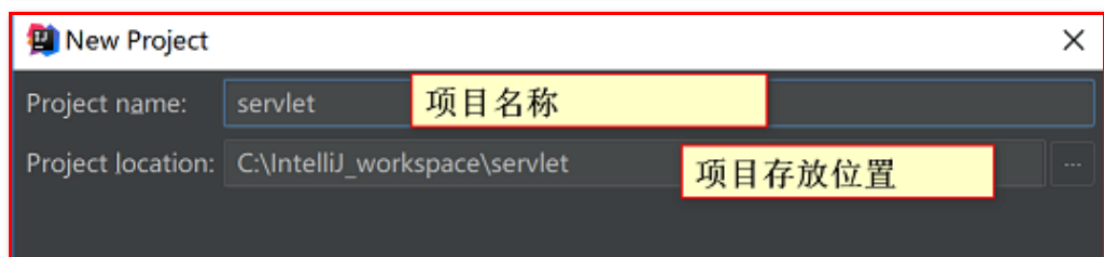 New Project
Project name: servlet 项目名称
Project location: C:\IntelliJ_workspace\servlet 项目存放位置 ...